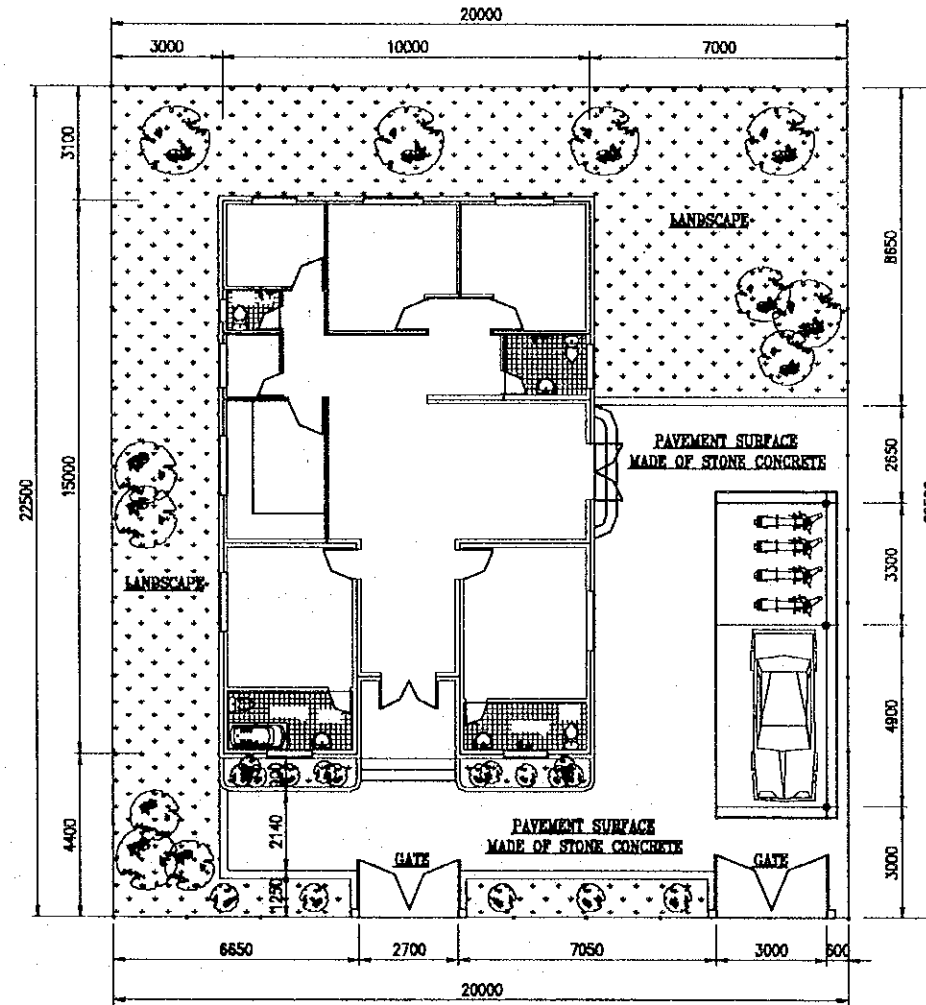 20000
3000
10000
7000
3100
LANDSCAPE
8650
PAVEMENT SURFACE
MADE OF STONE CONCRETE
2650
15000
22500
3300
LANDSCAPE
4900
4400
2140
PAVEMENT SURFACE
MADE OF STONE CONCRETE
GATE
GATE
3000
1250
6650
2700
7050
3000
600
20000